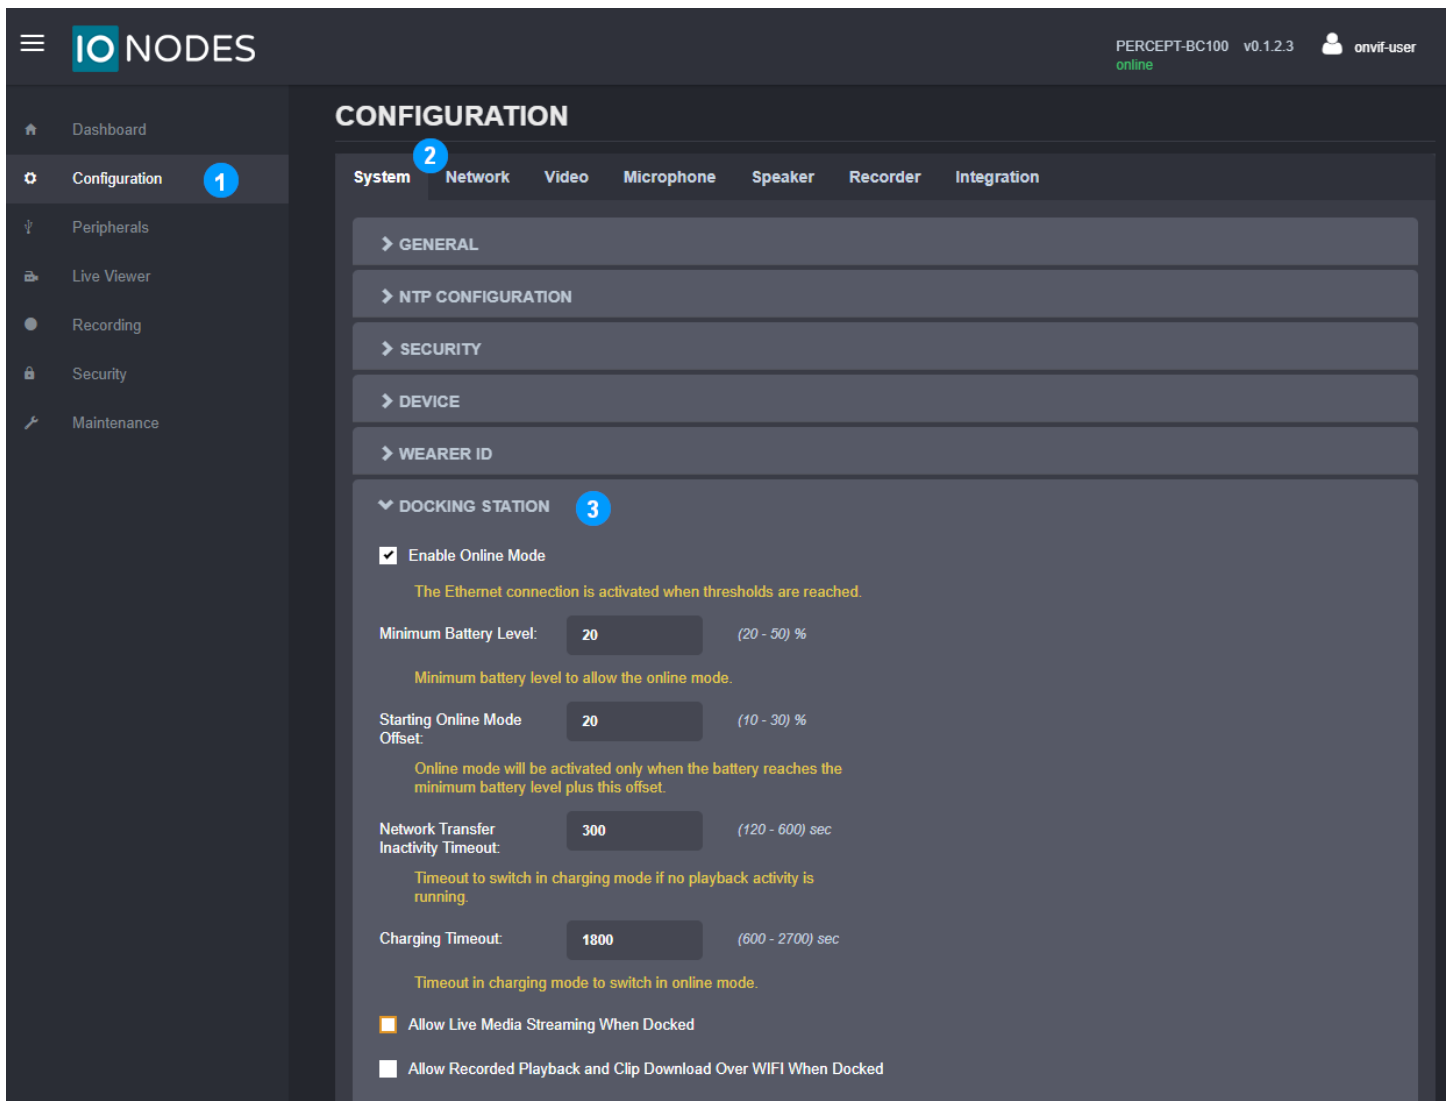 IO NODES
PERCEPT-BC100 v0.1.2.3
online
onvif-user
Dashboard
Configuration 1
Peripherals
Live Viewer
Recording
Security
Maintenance
CONFIGURATION
2
System Network Video Microphone Speaker Recorder Integration
GENERAL
NTP CONFIGURATION
SECURITY
DEVICE
WEARER ID
DOCKING STATION 3
Enable Online Mode
The Ethernet connection is activated when thresholds are reached.
Minimum Battery Level: 20 (20 - 50) %
Minimum battery level to allow the online mode.
Starting Online Mode
Offset: 20 (10 - 30) %
Online mode will be activated only when the battery reaches the
minimum battery level plus this offset.
Network Transfer
Inactivity Timeout: 300 (120 - 600) sec
Timeout to switch in charging mode if no playback activity is
running.
Charging Timeout: 1800 (600 - 2700) sec
Timeout in charging mode to switch in online mode.
Allow Live Media Streaming When Docked
Allow Recorded Playback and Clip Download Over WIFI When Docked